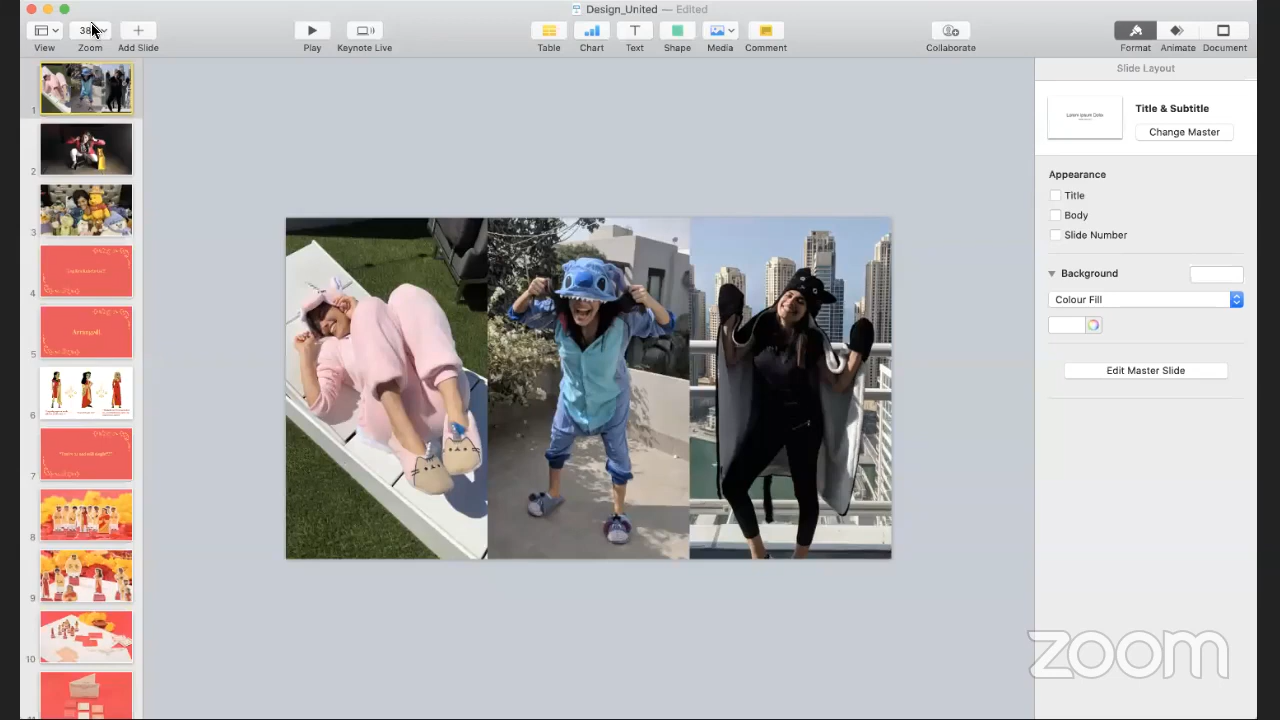 Design_United — Edited
View
Zoom
Add Slide
Play
Keynote Live
Table
Chart
Text
Shape
Media
Comment
Collaborate
Format
Animate
Document
Slide Layout
Title & Subtitle
Change Master
Appearance
Title
Body
Slide Number
Background
Colour Fill
Edit Master Slide
1
2
3
4
5
6
7
8
9
10
zoom